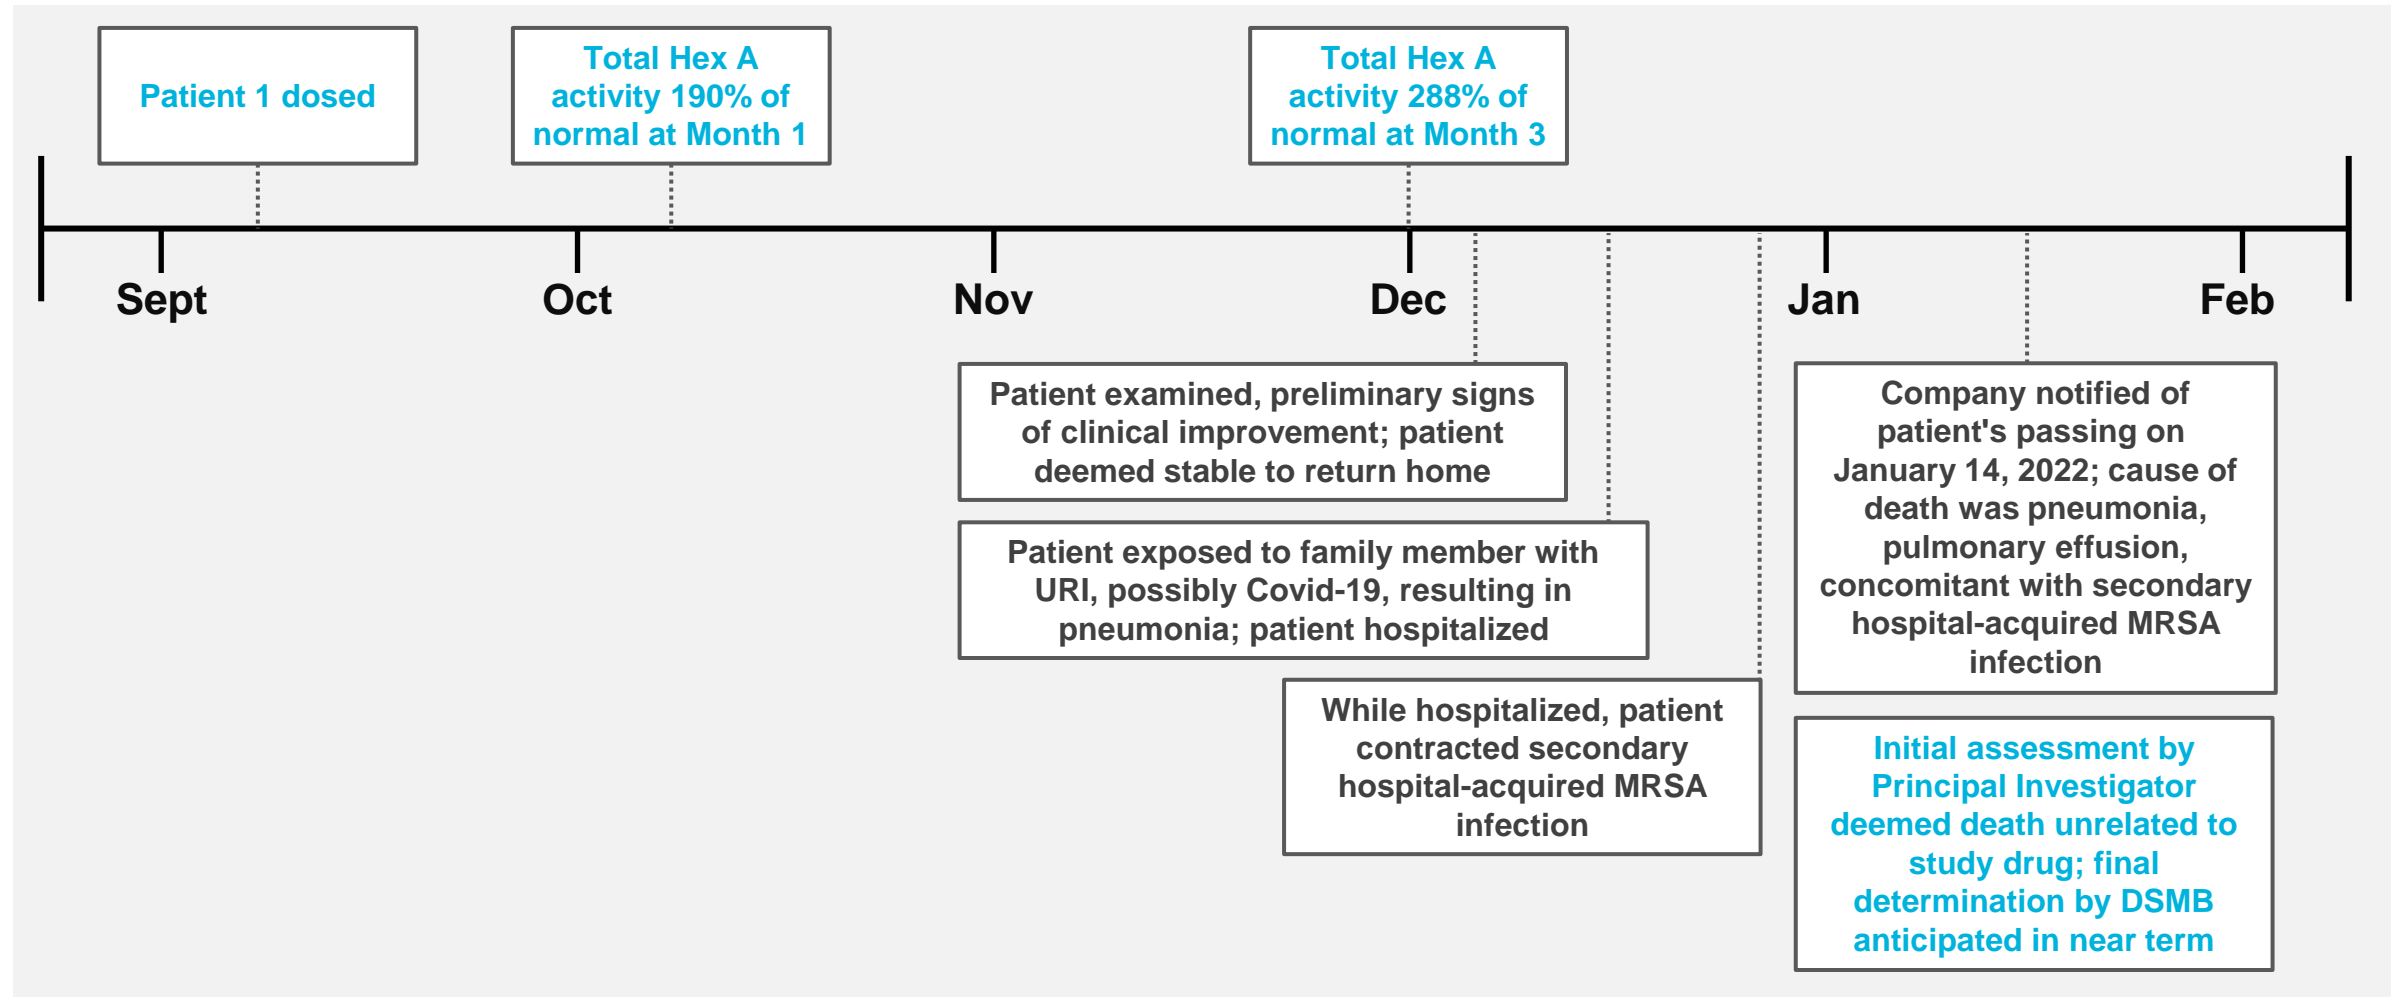 Patient 1 dosed
Total Hex A
activity 190% of
normal at Month 1
Total Hex A
activity 288% of
normal at Month 3
Sept
Oct
Nov
Dec
Jan
Feb
Patient examined, preliminary signs
of clinical improvement; patient
deemed stable to return home
Patient exposed to family member with
URI, possibly Covid-19, resulting in
pneumonia; patient hospitalized
While hospitalized, patient
contracted secondary
hospital-acquired MRSA
infection
Company notified of
patient's passing on
January 14, 2022; cause of
death was pneumonia,
pulmonary effusion,
concomitant with secondary
hospital-acquired MRSA
infection
Initial assessment by
Principal Investigator
deemed death unrelated to
study drug; final
determination by DSMB
anticipated in near term